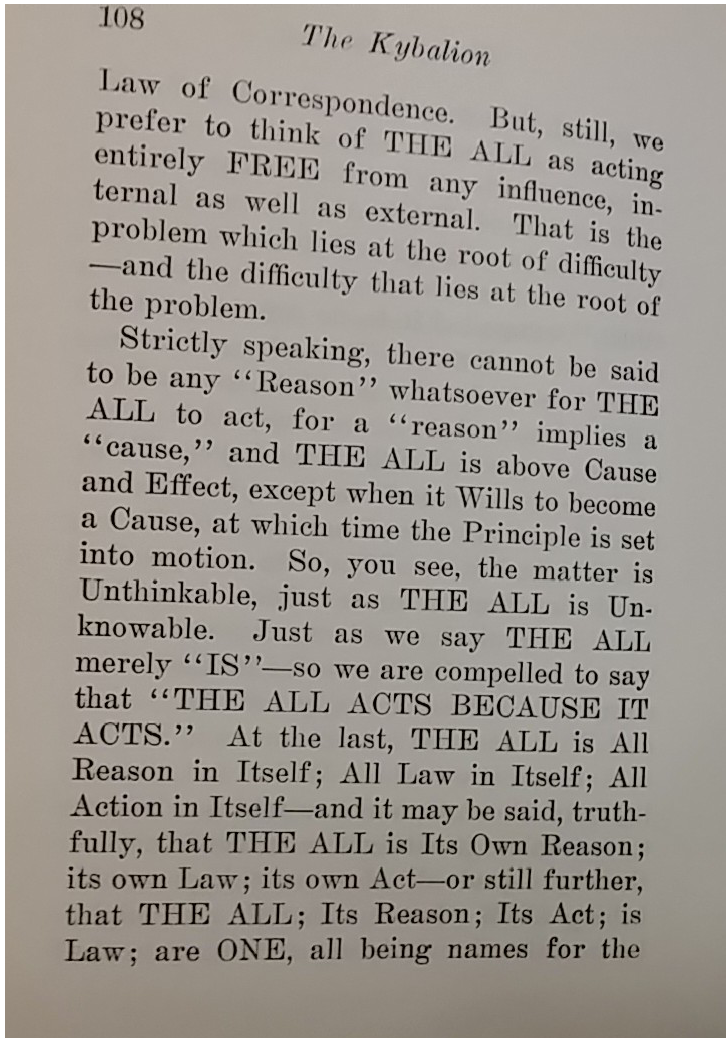 108
The Kybalion
Law of Correspondence. But, still, we
prefer to think of THE ALL as acting
entirely FREE from any influence, in-
ternal as well as external. That is the
problem which lies at the root of difficulty
—and the difficulty that lies at the root of
the problem.
Strictly speaking, there cannot be said
to be any ‘‘Reason’’ whatsoever for THE
ALL to act, for a ‘‘reason’’ implies a
‘‘cause,’’ and THE ALL is above Cause
and Effect, except when it Wills to become
a Cause, at which time the Principle is set
into motion. So, you see, the matter is
Unthinkable, just as THE ALL is Un-
knowable. Just as we say THE ALL
merely ‘‘IS’’—so we are compelled to say
that ‘‘THE ALL ACTS BECAUSE IT
ACTS.’’ At the last, THE ALL is All
Reason in Itself; All Law in Itself; All
Action in Itself—and it may be said, truth-
fully, that THE ALL is Its Own Reason;
its own Law; its own Act—or still further,
that THE ALL; Its Reason; Its Act; is
Law; are ONE, all being names for the